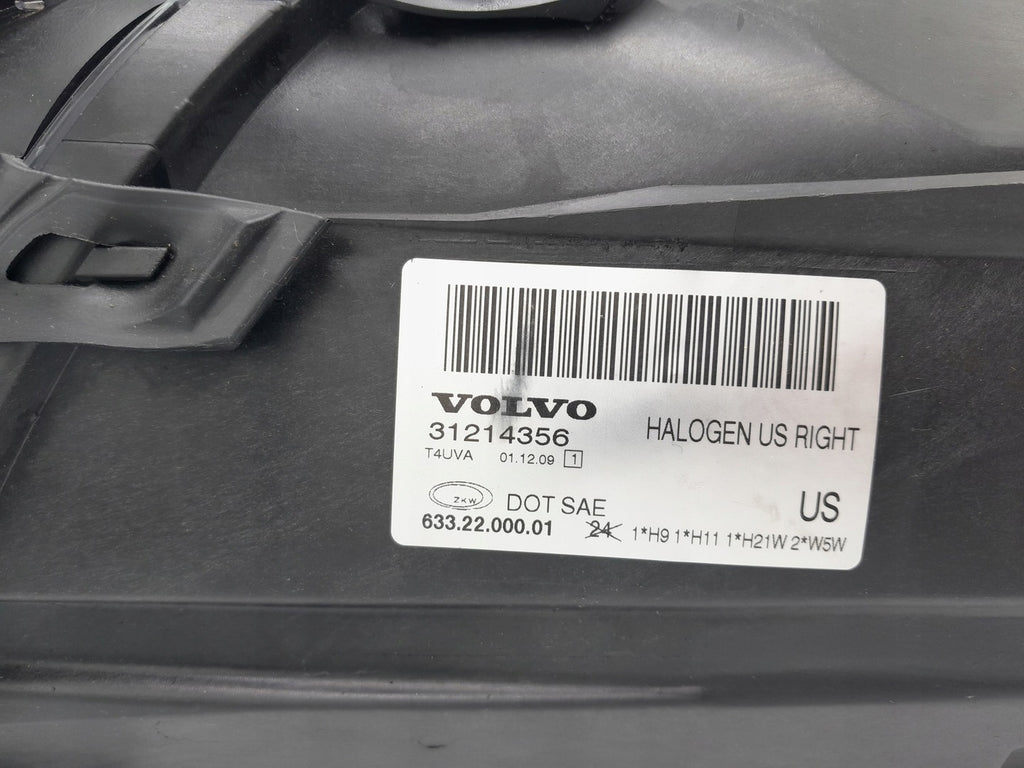 VOLVO
31214356 HALOGEN US RIGHT
T4UVA 01.12.09 1
ZKW DOT SAE US
633.22.000.01 24 1*H9 1*H11 1*H21W 2*W5W